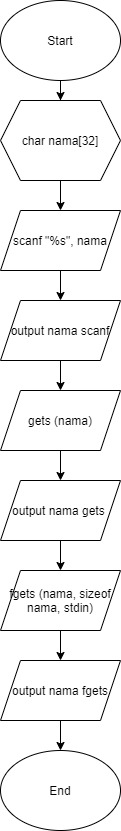 Start
char nama[32]
scanf "%s", nama
output nama scanf
gets (nama)
output nama gets
fgets (nama, sizeof
nama, stdin)
output nama fgets
End